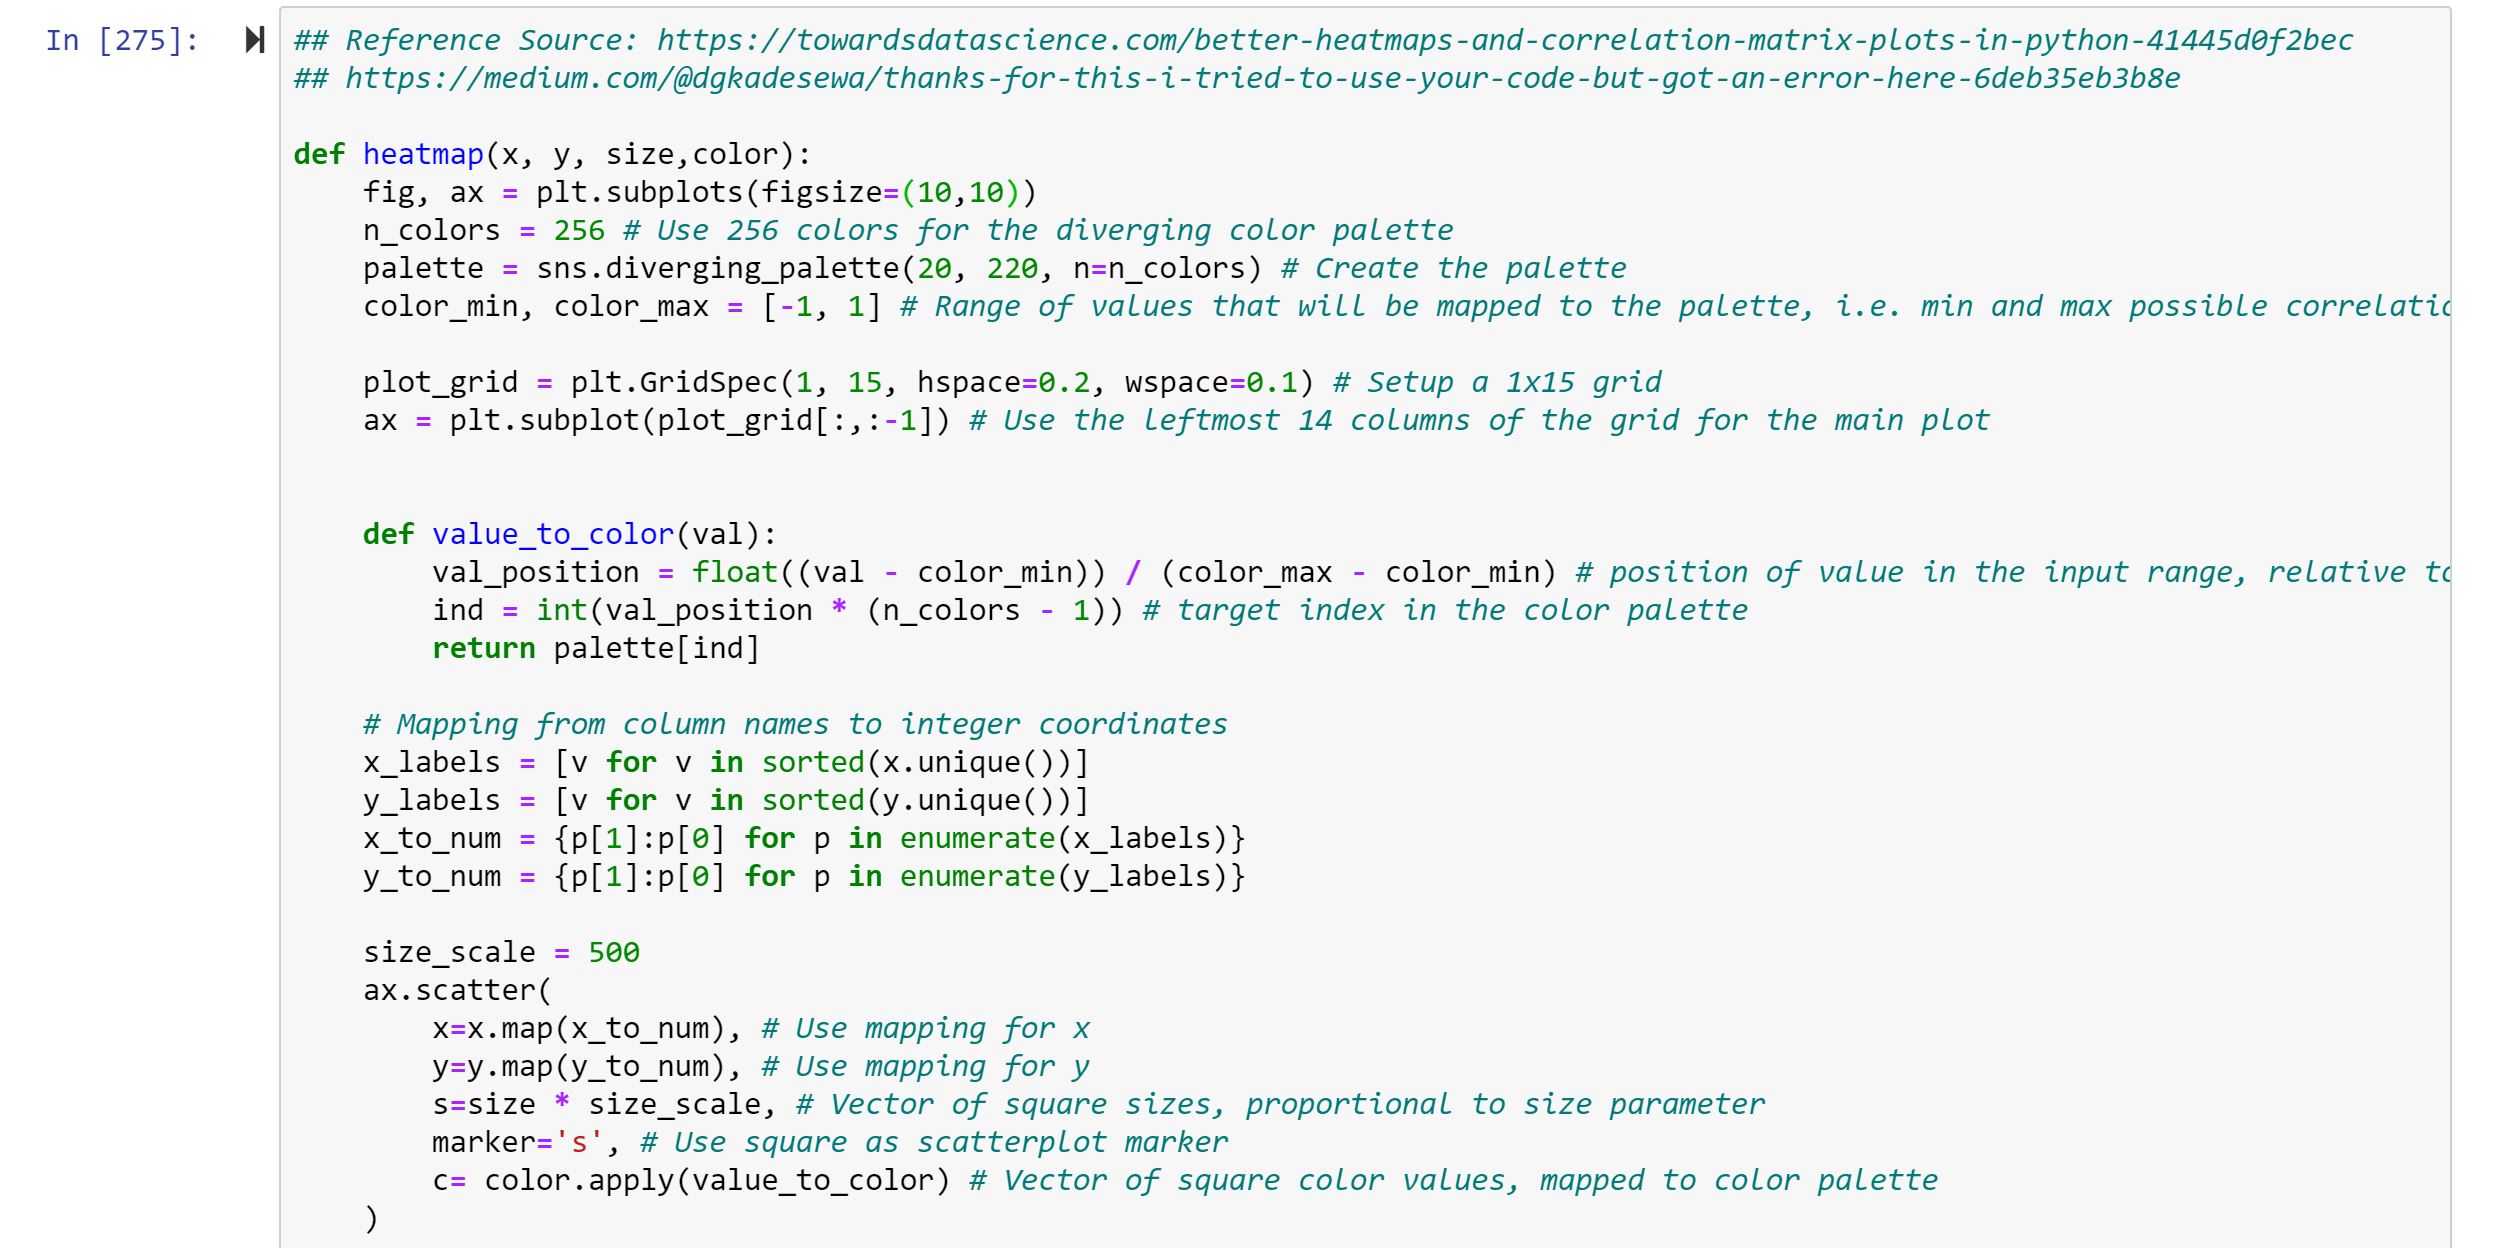 In [275]:
## Reference Source: https://towardsdatascience.com/better-heatmaps-and-correlation-matrix-plots-in-python-41445d0f2bec
## https://medium.com/@dgkadesewa/thanks-for-this-i-tried-to-use-your-code-but-got-an-error-here-6deb35eb3b8e
def heatmap(x, y, size,color):
    fig, ax = plt.subplots(figsize=(10,10))
    n_colors = 256 # Use 256 colors for the diverging color palette
    palette = sns.diverging_palette(20, 220, n=n_colors) # Create the palette
    color_min, color_max = [-1, 1] # Range of values that will be mapped to the palette, i.e. min and max possible correlatio
    plot_grid = plt.GridSpec(1, 15, hspace=0.2, wspace=0.1) # Setup a 1x15 grid
    ax = plt.subplot(plot_grid[:,:-1]) # Use the leftmost 14 columns of the grid for the main plot
    def value_to_color(val):
        val_position = float((val - color_min)) / (color_max - color_min) # position of value in the input range, relative to
        ind = int(val_position * (n_colors - 1)) # target index in the color palette
        return palette[ind]
    # Mapping from column names to integer coordinates
    x_labels = [v for v in sorted(x.unique())]
    y_labels = [v for v in sorted(y.unique())]
    x_to_num = {p[1]:p[0] for p in enumerate(x_labels)}
    y_to_num = {p[1]:p[0] for p in enumerate(y_labels)}
    size_scale = 500
    ax.scatter(
        x=x.map(x_to_num), # Use mapping for x
        y=y.map(y_to_num), # Use mapping for y
        s=size * size_scale, # Vector of square sizes, proportional to size parameter
        marker='s', # Use square as scatterplot marker
        c= color.apply(value_to_color) # Vector of square color values, mapped to color palette
    )